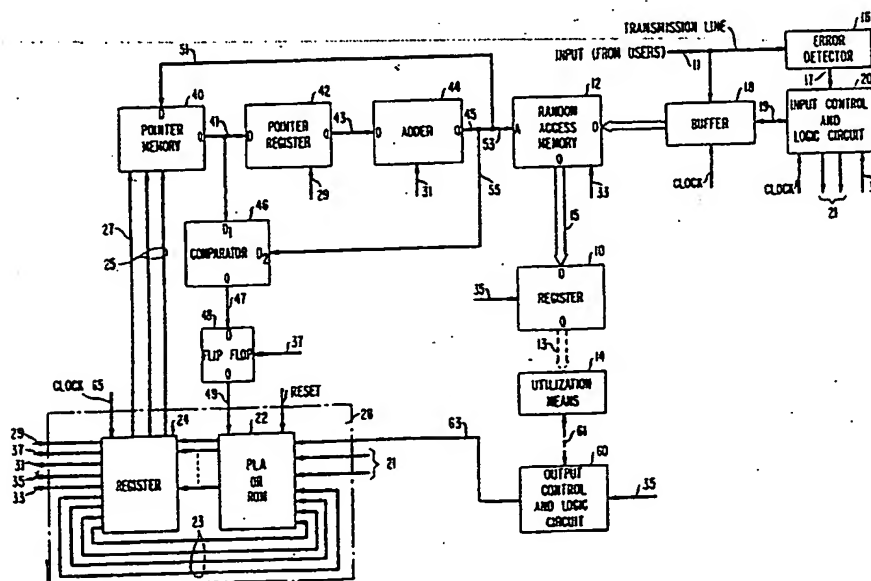 TRANSMISSION LINE
INPUT (FROM USERS)
11
16
ERROR
DETECTOR
17
51
40
POINTER
MEMORY
D
O
41
42
POINTER
REGISTER
D
43
44
ADDER
D
O
45
53
12
RANDOM
ACCESS
MEMORY
A
D
O
18
BUFFER
19
20
INPUT CONTROL
AND
LOGIC CIRCUIT
29
31
55
33
CLOCK
CLOCK
21
27
25
46
D1
COMPARATOR
D2
O
47
15
10
D
REGISTER
O
35
48
D
FLIP FLOP
O
37
13
14
UTILIZATION
MEANS
49
RESET
CLOCK 65
24
REGISTER
22
PLA
OR
ROM
28
29
37
31
35
33
23
21
63
61
60
OUTPUT
CONTROL
AND LOGIC
CIRCUIT
35